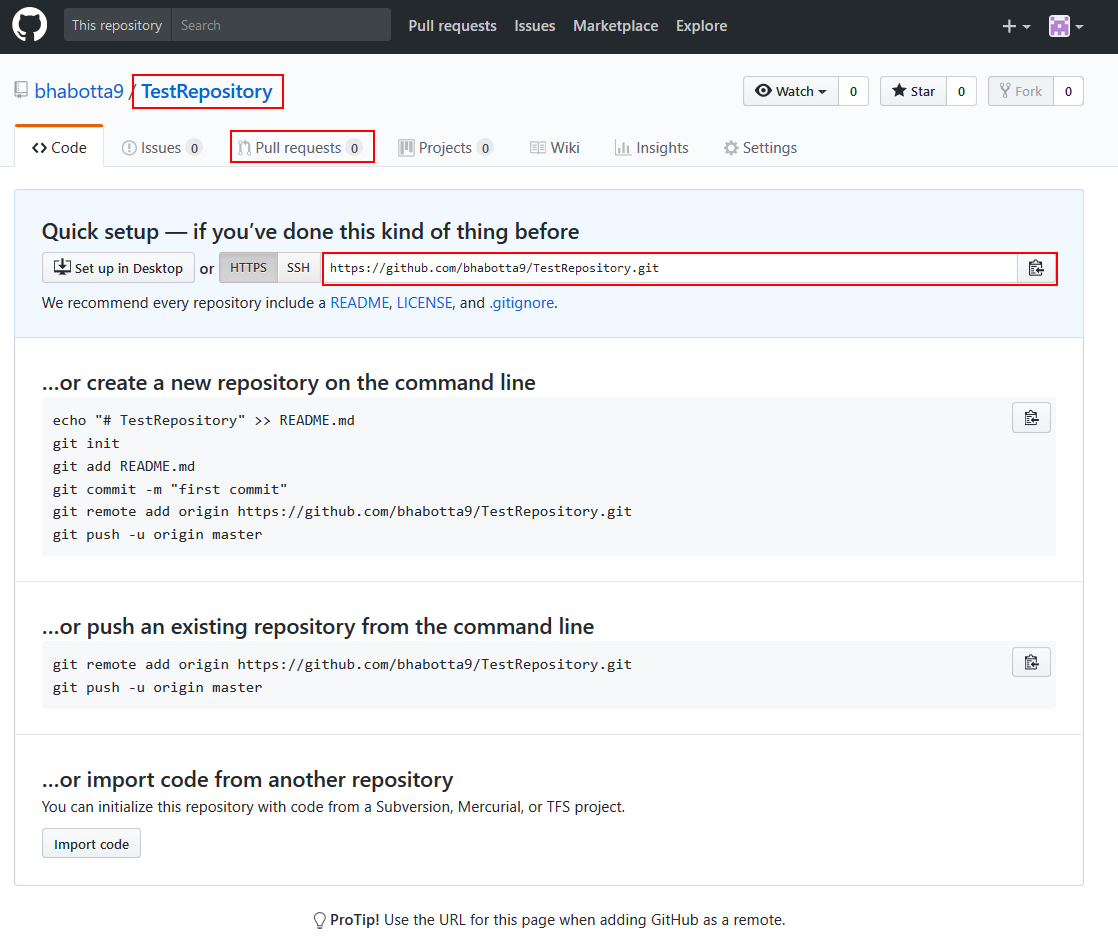 This repository Search Pull requests Issues Marketplace Explore
bhabotta9 / TestRepository Watch 0 Star 0 Fork 0
Code Issues 0 Pull requests 0 Projects 0 Wiki Insights Settings
Quick setup — if you’ve done this kind of thing before
Set up in Desktop or HTTPS SSH https://github.com/bhabotta9/TestRepository.git
We recommend every repository include a README, LICENSE, and .gitignore.
…or create a new repository on the command line
echo "# TestRepository" >> README.md
git init
git add README.md
git commit -m "first commit"
git remote add origin https://github.com/bhabotta9/TestRepository.git
git push -u origin master
…or push an existing repository from the command line
git remote add origin https://github.com/bhabotta9/TestRepository.git
git push -u origin master
…or import code from another repository
You can initialize this repository with code from a Subversion, Mercurial, or TFS project.
Import code
ProTip! Use the URL for this page when adding GitHub as a remote.